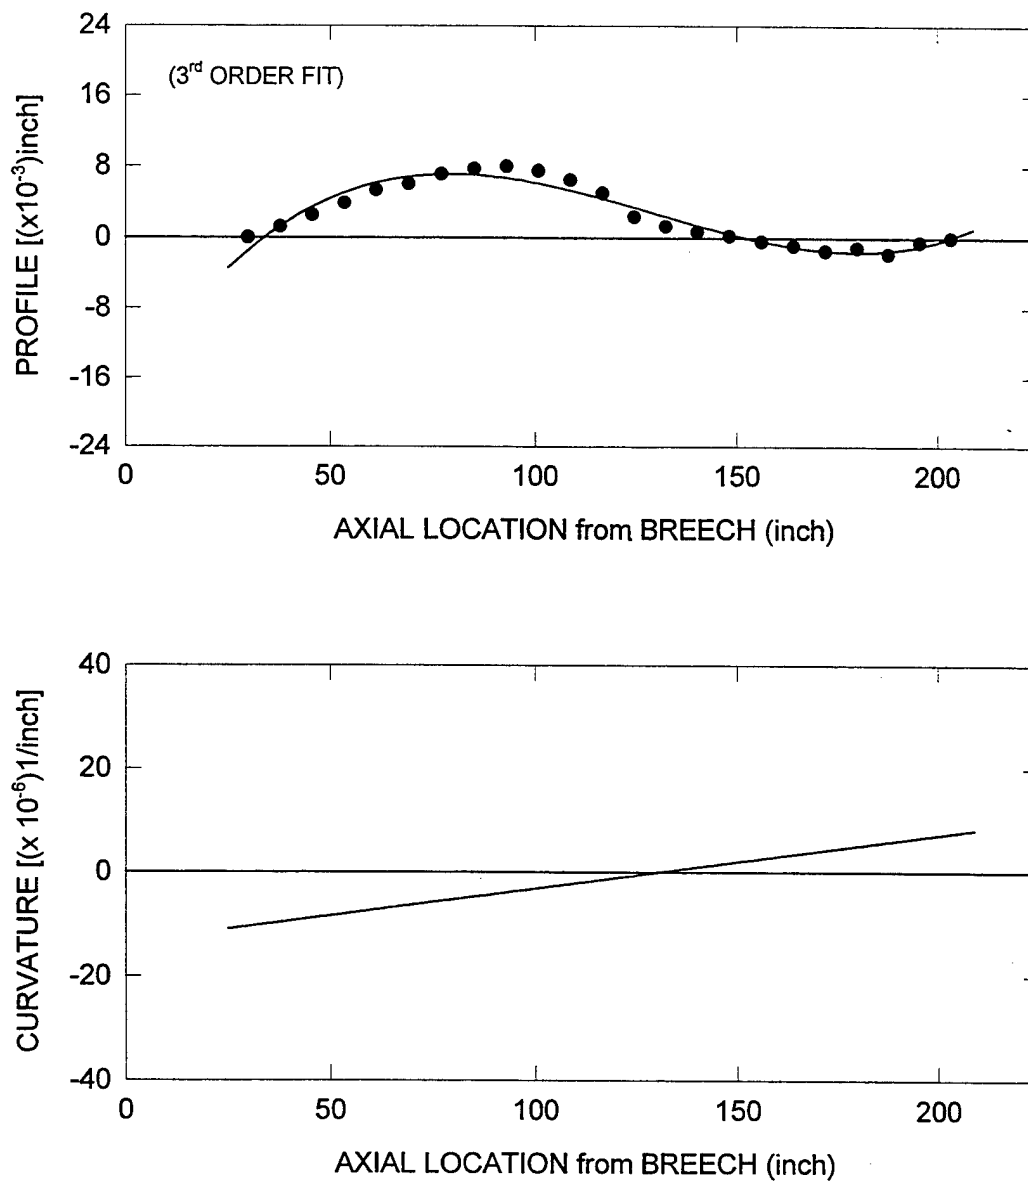 24
16
8
0
-8
-16
-24
PROFILE [(x10⁻³)inch]
(3ʳᵈ ORDER FIT)
0 50 100 150 200
AXIAL LOCATION from BREECH (inch)
40
20
0
-20
-40
CURVATURE [(x 10⁻⁶)1/inch]
0 50 100 150 200
AXIAL LOCATION from BREECH (inch)